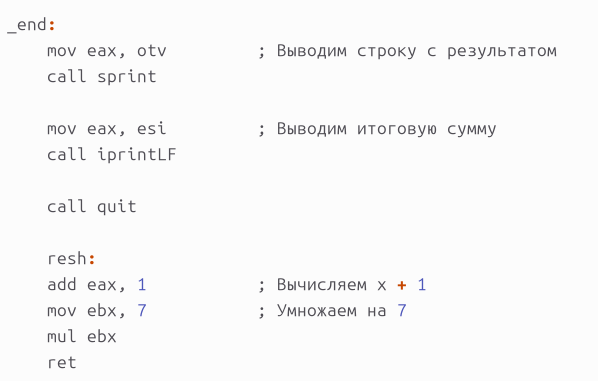 _end:
mov eax, otv ; Выводим строку с результатом
call sprint
mov eax, esi ; Выводим итоговую сумму
call iprintLF
call quit
resh:
add eax, 1 ; Вычисляем x + 1
mov ebx, 7 ; Умножаем на 7
mul ebx
ret